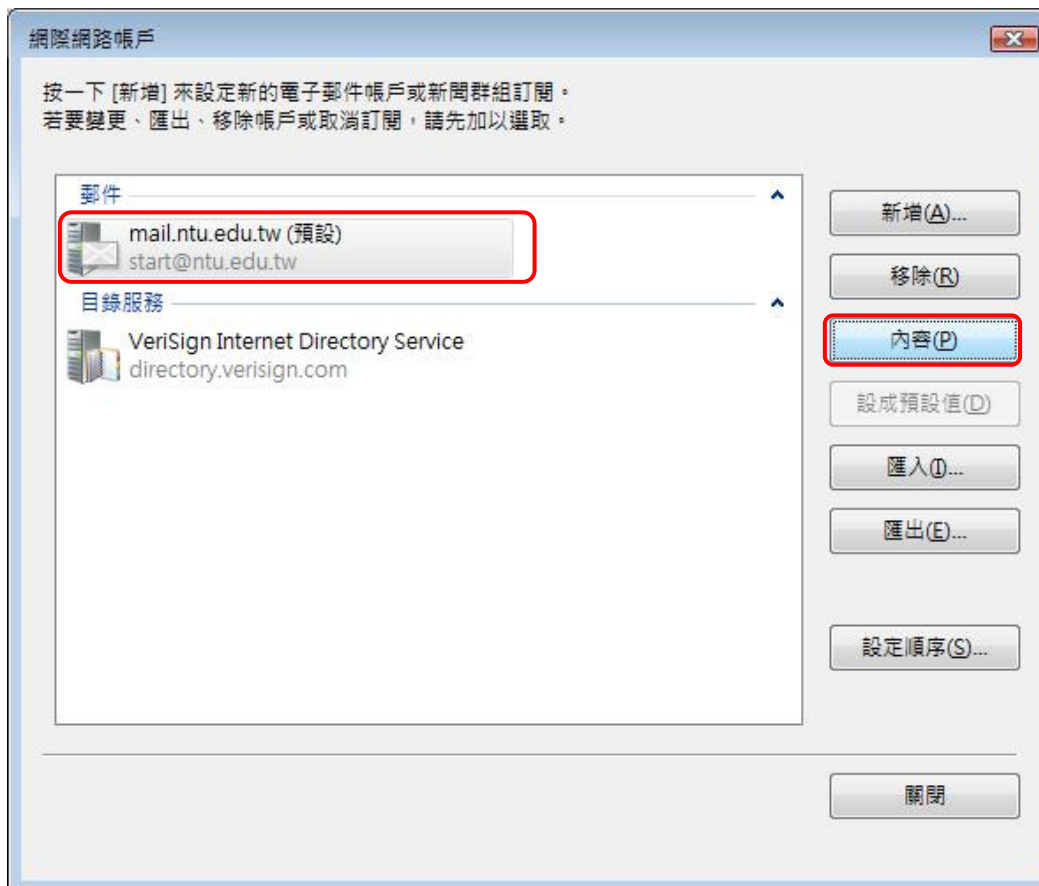 網際網路帳戶
按一下 [新增] 來設定新的電子郵件帳戶或新聞群組訂閱。
若要變更、匯出、移除帳戶或取消訂閱，請先加以選取。
郵件
mail.ntu.edu.tw (預設)
start@ntu.edu.tw
目錄服務
VeriSign Internet Directory Service
directory.verisign.com
新增(A)...
移除(R)
內容(P)
設成預設值(D)
匯入(I)...
匯出(E)...
設定順序(S)...
關閉